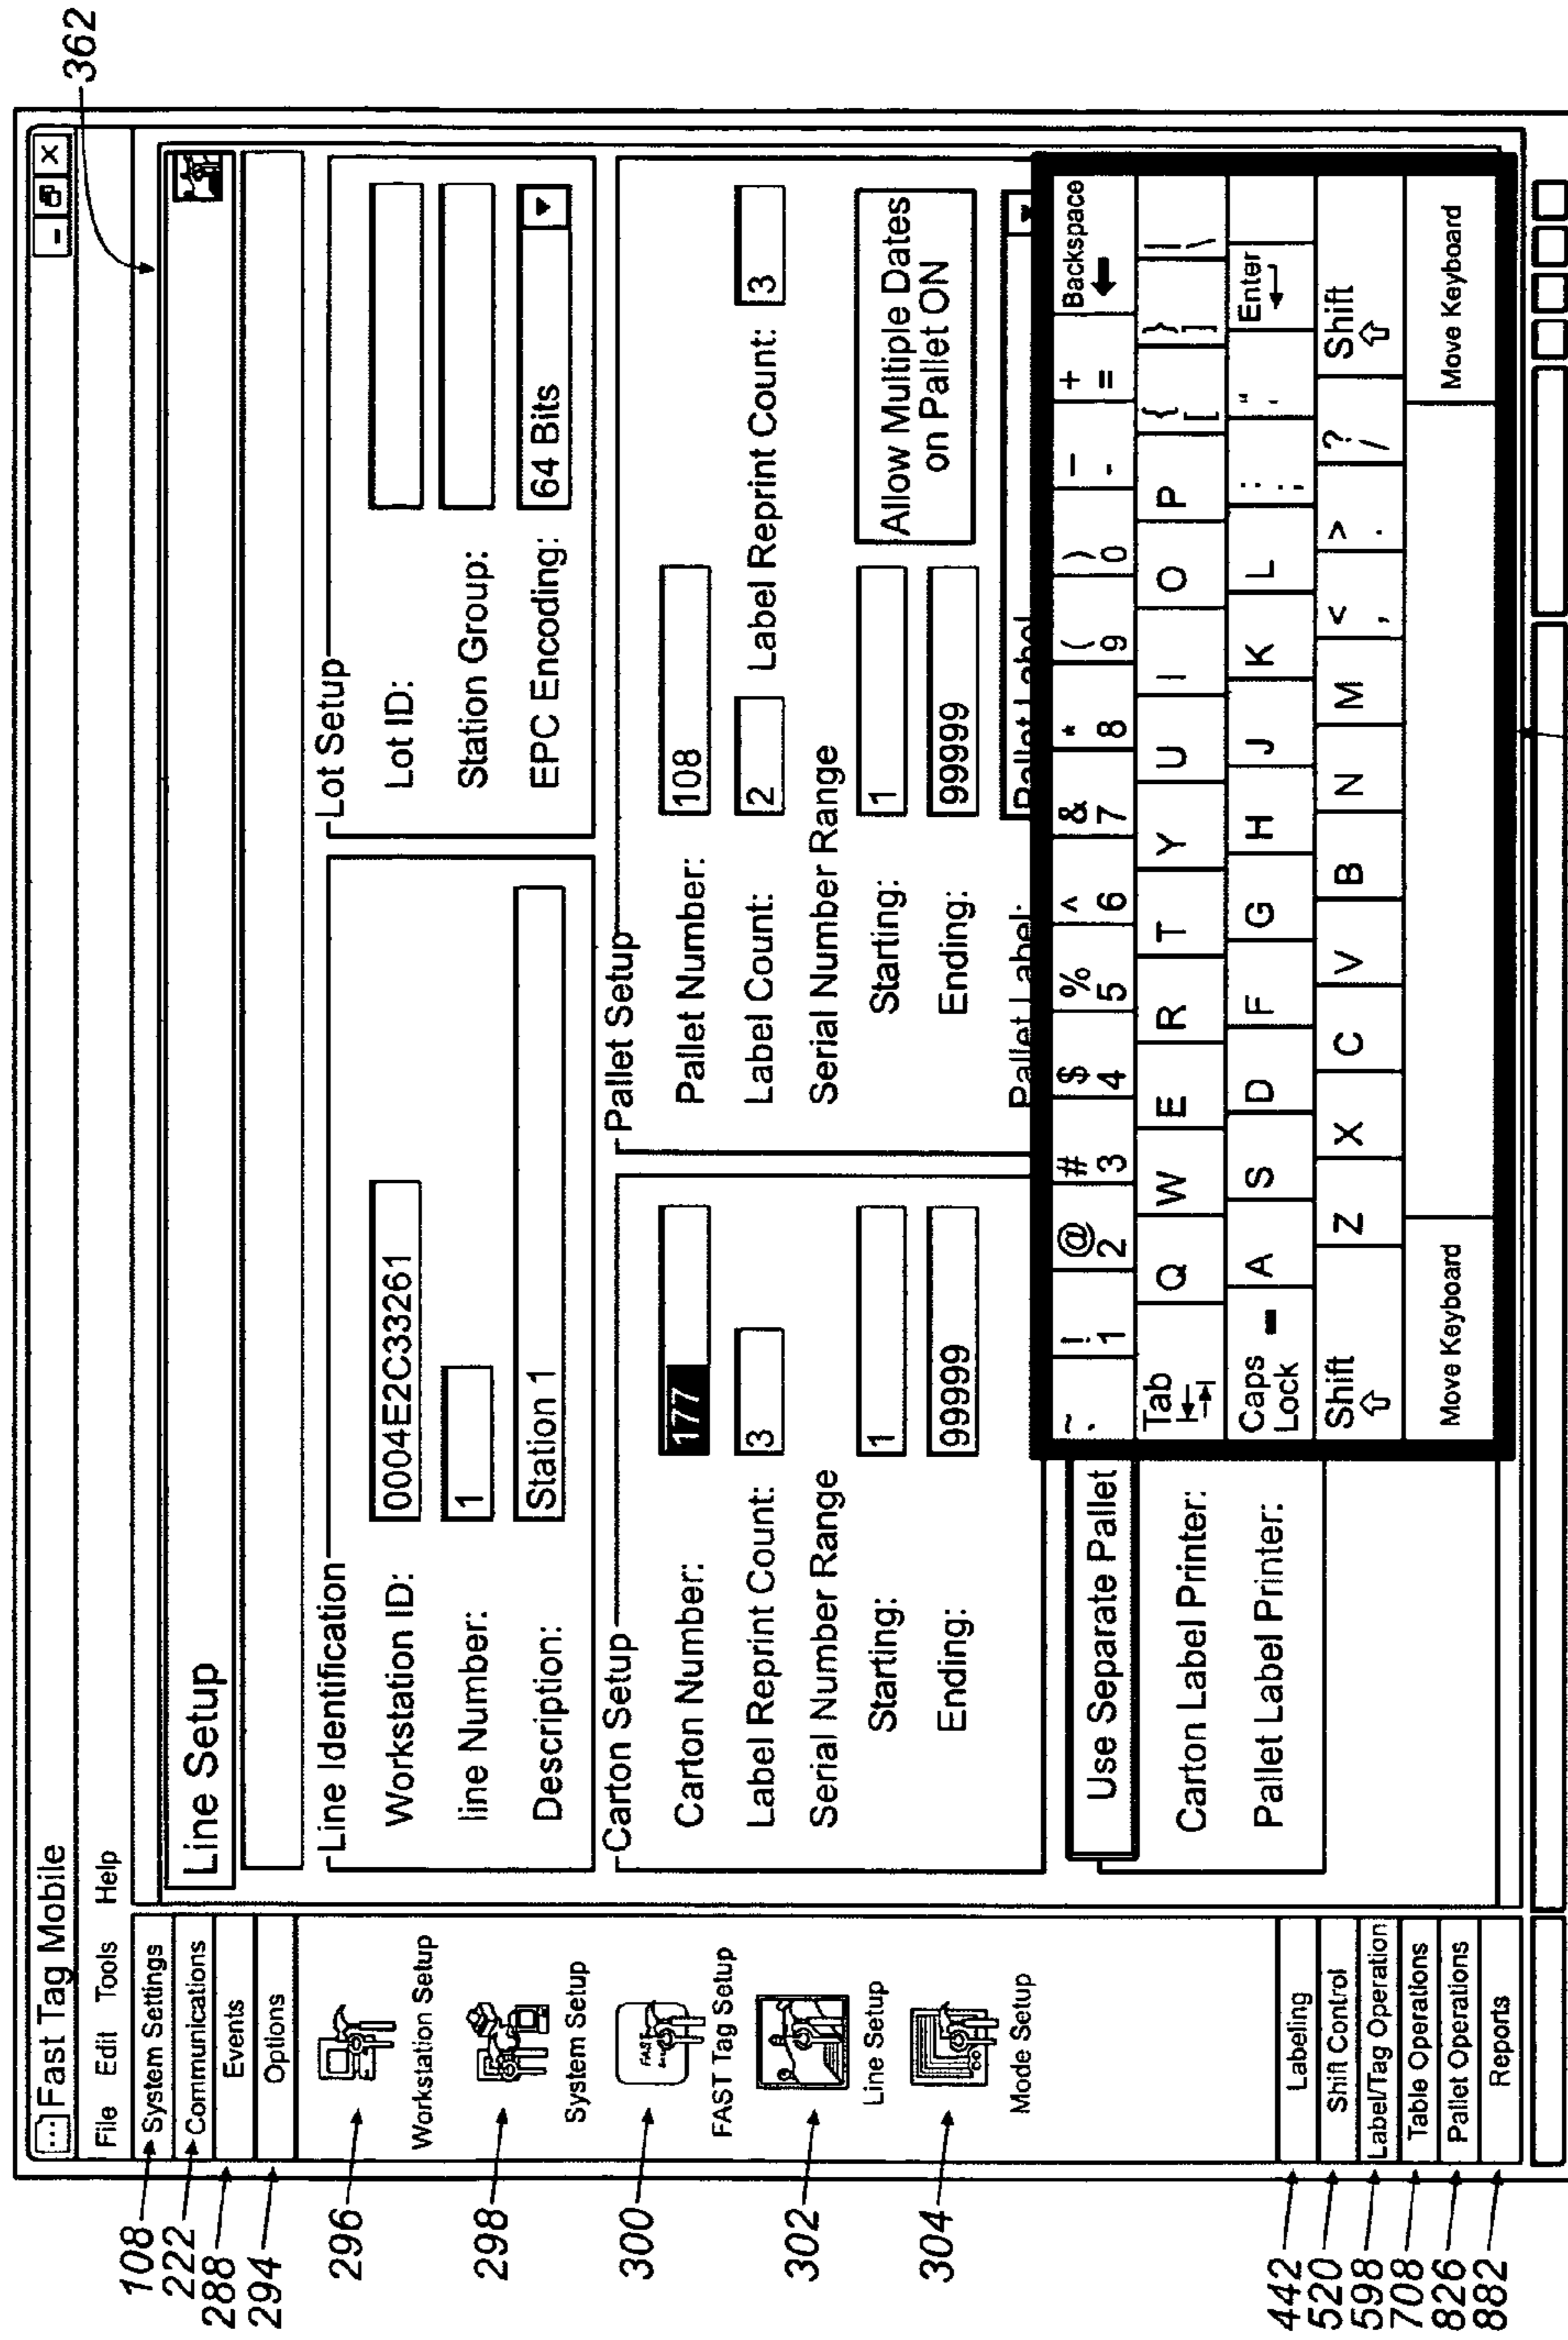 362
Fast Tag Mobile
File Edit Tools Help
108 System Settings
222 Communications
288 Events
294 Options
296 Workstation Setup
298 System Setup
300 FAST Tag Setup
302 Line Setup
304 Mode Setup
442 Labeling
520 Shift Control
598 Label/Tag Operation
708 Table Operations
826 Pallet Operations
882 Reports
Line Setup
Line Identification
Workstation ID: 0004E2C33261
line Number: 1
Description: Station 1
Lot Setup
Lot ID:
Station Group:
EPC Encoding: 64 Bits
Carton Setup
Carton Number: 177
Label Reprint Count: 3
Serial Number Range
Starting: 1
Ending: 99999
Pallet Setup
Pallet Number: 108
Label Count: 2 Label Reprint Count: 3
Serial Number Range
Starting: 1
Ending: 99999
Allow Multiple Dates
on Pallet ON
Pallet Label: Pallet Label
Use Separate Pallet
Carton Label Printer:
Pallet Label Printer:
~ ! @ # $ % ^ & * ( ) _ + Backspace
` 1 2 3 4 5 6 7 8 9 0 - =
Tab Q W E R T Y U I O P { [ } ] | \
Caps Lock A S D F G H J K L : ; " ' Enter
Shift Z X C V B N M < , > . ? / Shift
Move Keyboard Move Keyboard